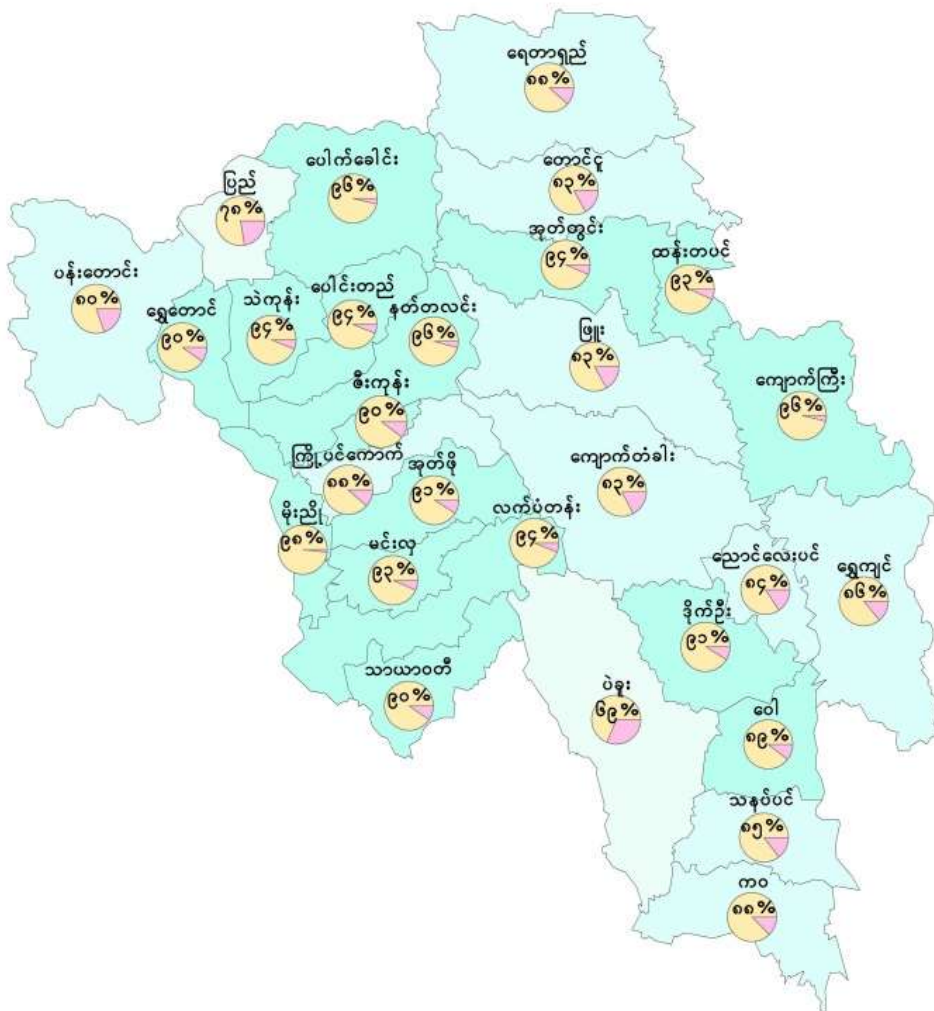 ရေတာရှည်
၈၈%
တောင်ငူ
၈၃%
ပေါက်ခေါင်း
၉၆%
ပြည်
၇၈%
အုတ်တွင်း
၉၄%
ထန်းတပင်
၉၃%
ပန်းတောင်း
၈၀%
ရွှေတောင်
၉၀%
သဲကုန်း
၉၄%
ပေါင်းတည်
၉၄%
နတ်တလင်း
၉၆%
ဖြူး
၈၃%
ကျောက်ကြီး
၉၆%
ဇီးကုန်း
၉၀%
ကြို့ပင်ကောက်
၈၈%
အုတ်ဖို
၉၁%
ကျောက်တံခါး
၈၃%
မိုးညို
၉၈%
မင်းလှ
၉၃%
လက်ပံတန်း
၉၄%
ညောင်လေးပင်
၈၄%
ရွှေကျင်
၈၆%
ဒိုက်ဦး
၉၁%
သာယာဝတီ
၉၀%
ပဲခူး
၆၉%
ဝေါ
၈၉%
သနပ်ပင်
၈၅%
ကဝ
၈၈%